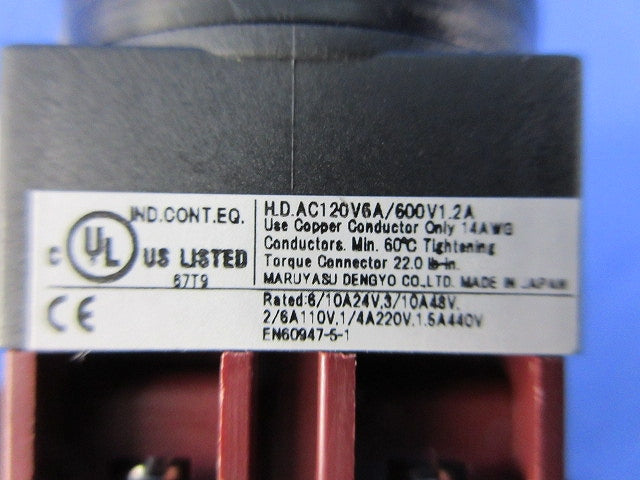 IND.CONT.EQ.
C UL US LISTED
67T9
H.D.AC120V6A/600V1.2A
Use Copper Conductor Only 14AWG
Conductors. Min. 60°C Tightening
Torque Connector 22.0 lb-in.
MARUYASU DENGYO CO.,LTD. MADE IN JAPAN
CE
Rated:6/10A24V,3/10A48V,
2/6A110V,1/4A220V,1.5A440V
EN60947-5-1